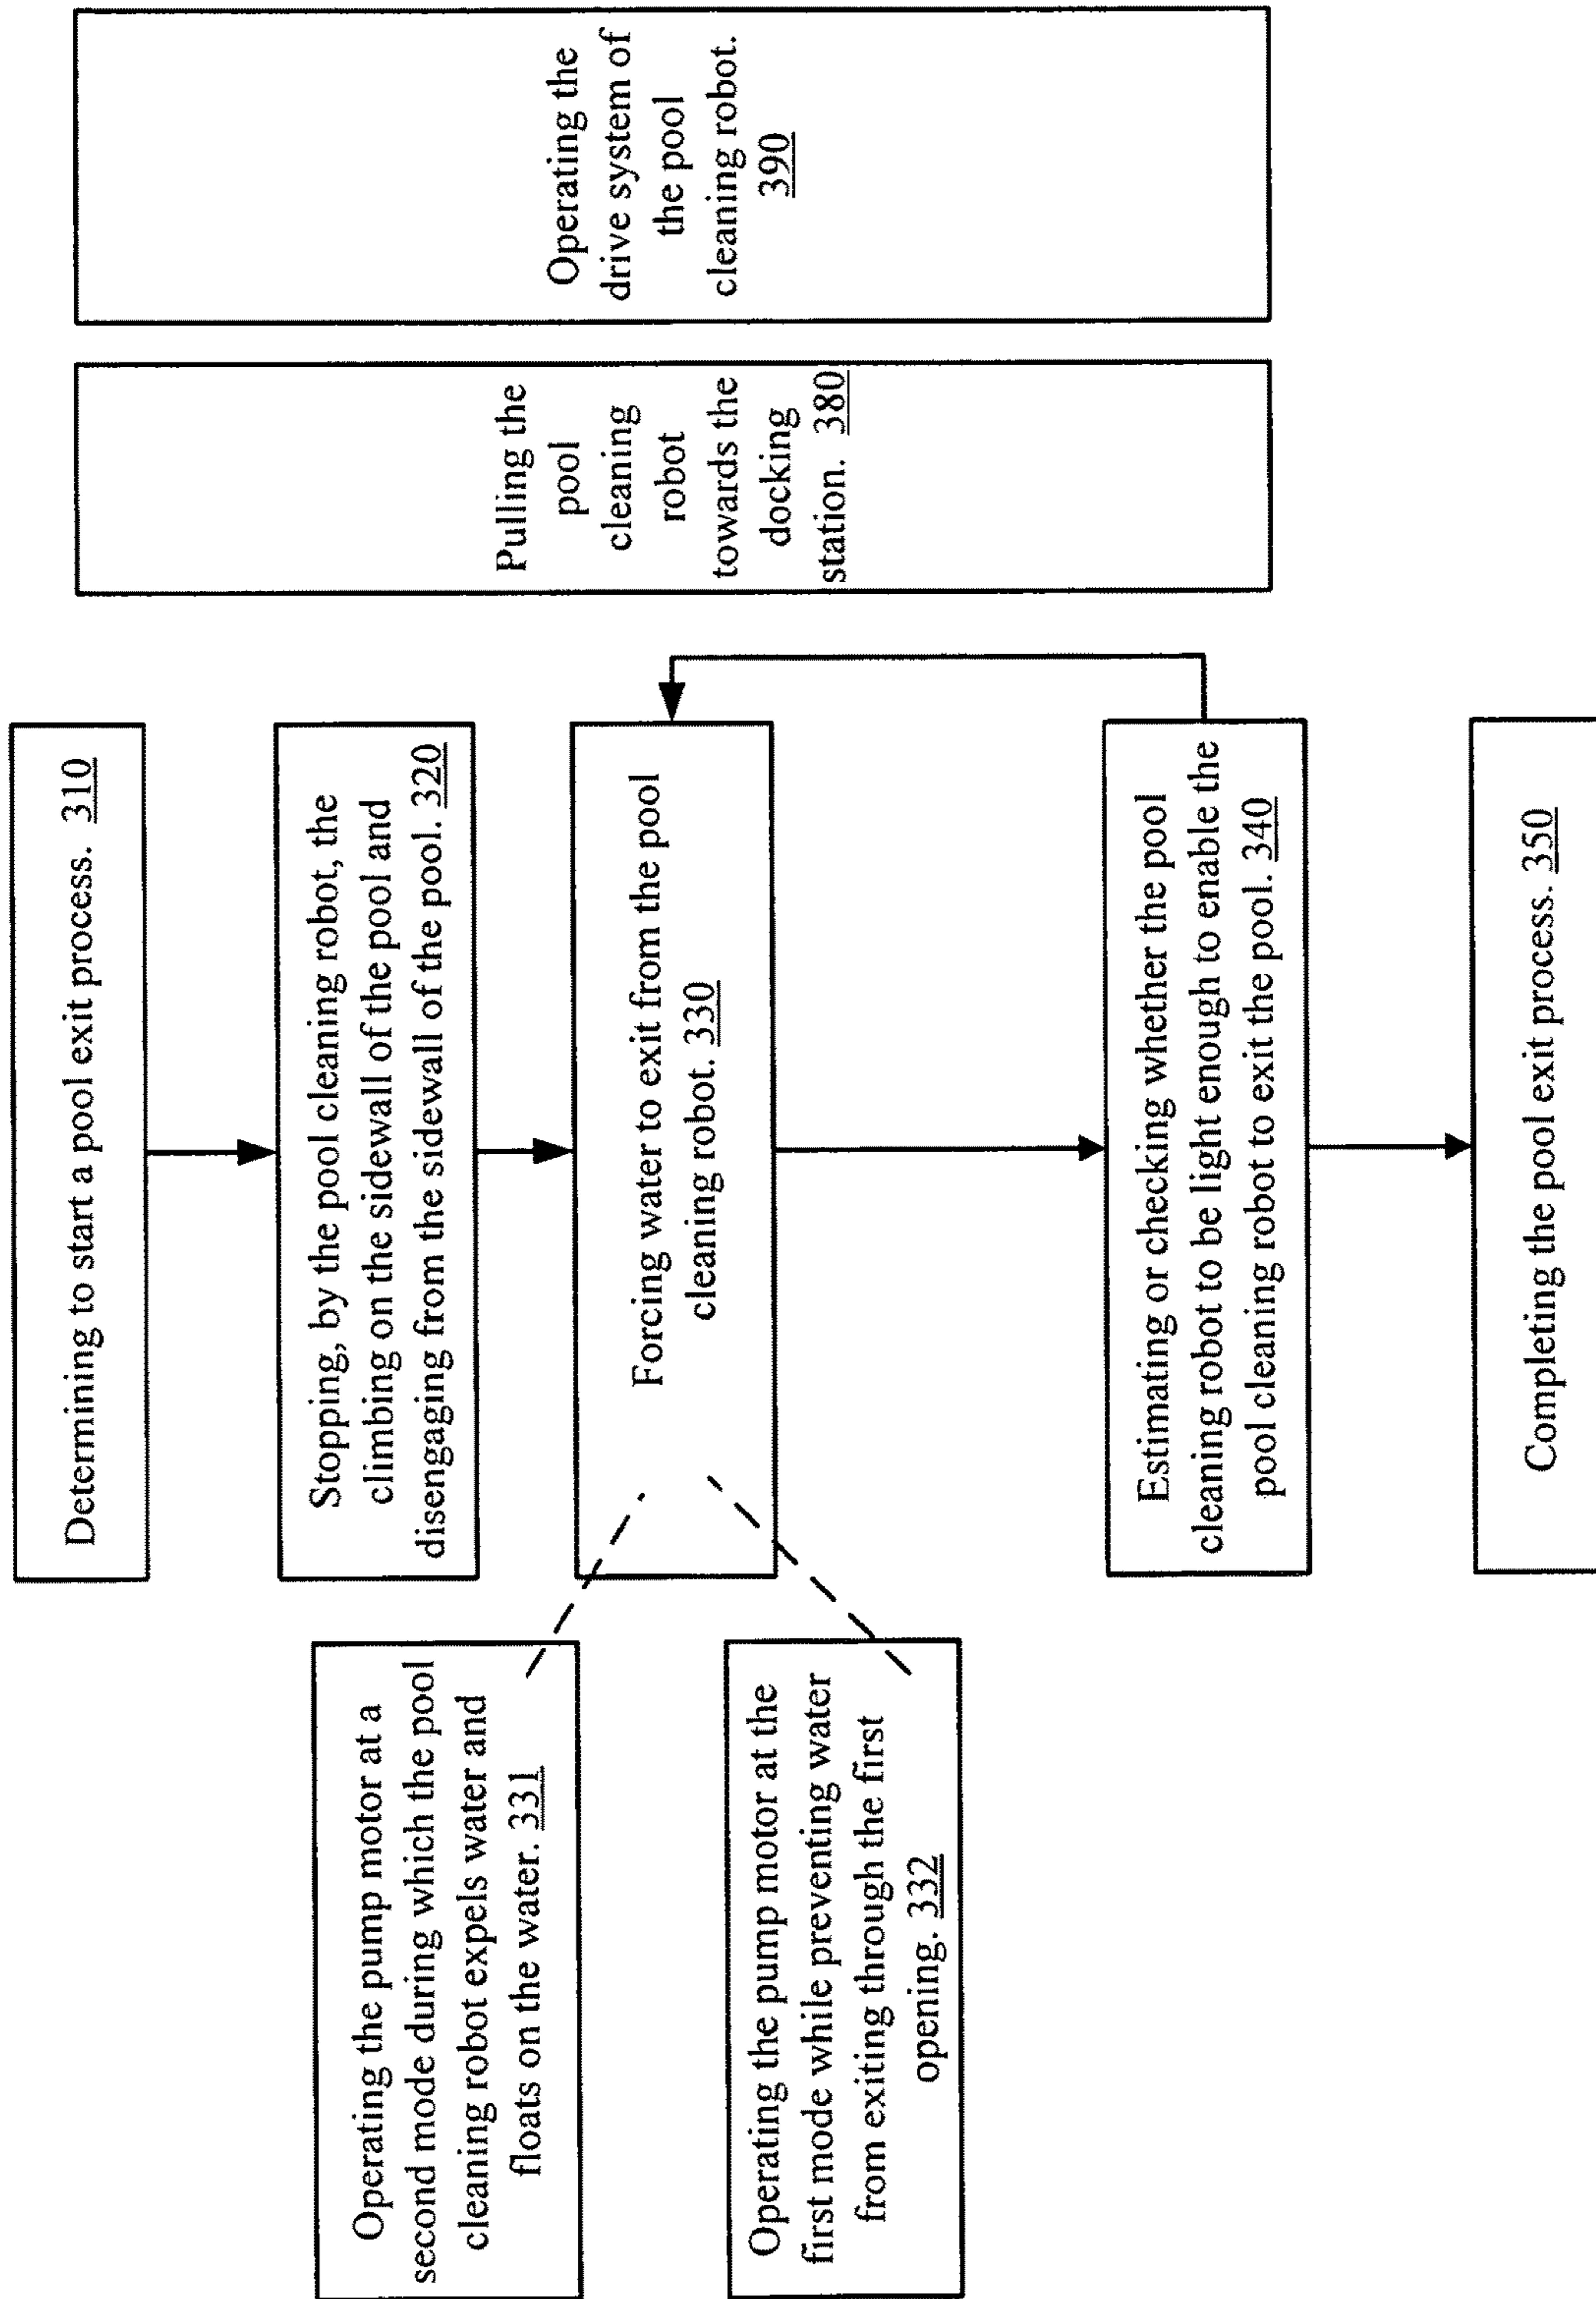 Determining to start a pool exit process. 310
Stopping, by the pool cleaning robot, the
climbing on the sidewall of the pool and
disengaging from the sidewall of the pool. 320
Operating the pump motor at a
second mode during which the pool
cleaning robot expels water and
floats on the water. 331
Forcing water to exit from the pool
cleaning robot. 330
Operating the pump motor at the
first mode while preventing water
from exiting through the first
opening. 332
Estimating or checking whether the pool
cleaning robot to be light enough to enable the
pool cleaning robot to exit the pool. 340
Completing the pool exit process. 350
Pulling the
pool
cleaning
robot
towards the
docking
station. 380
Operating the
drive system of
the pool
cleaning robot.
390